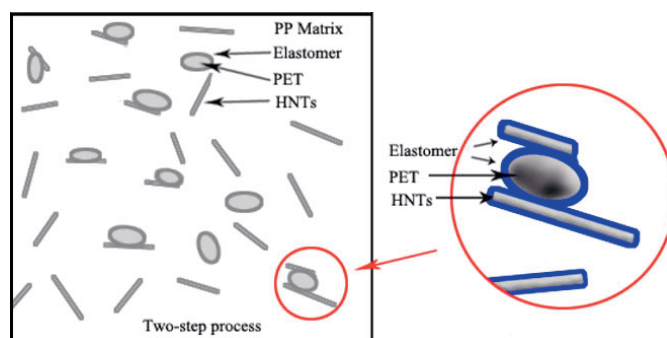 PP Matrix
Elastomer
PET
HNTs
Two-step process
Elastomer
PET
HNTs